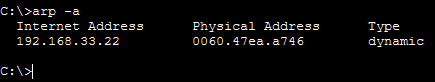 C:\>arp -a
Internet Address Physical Address Type
192.168.33.22 0060.47ea.a746 dynamic
C:\>